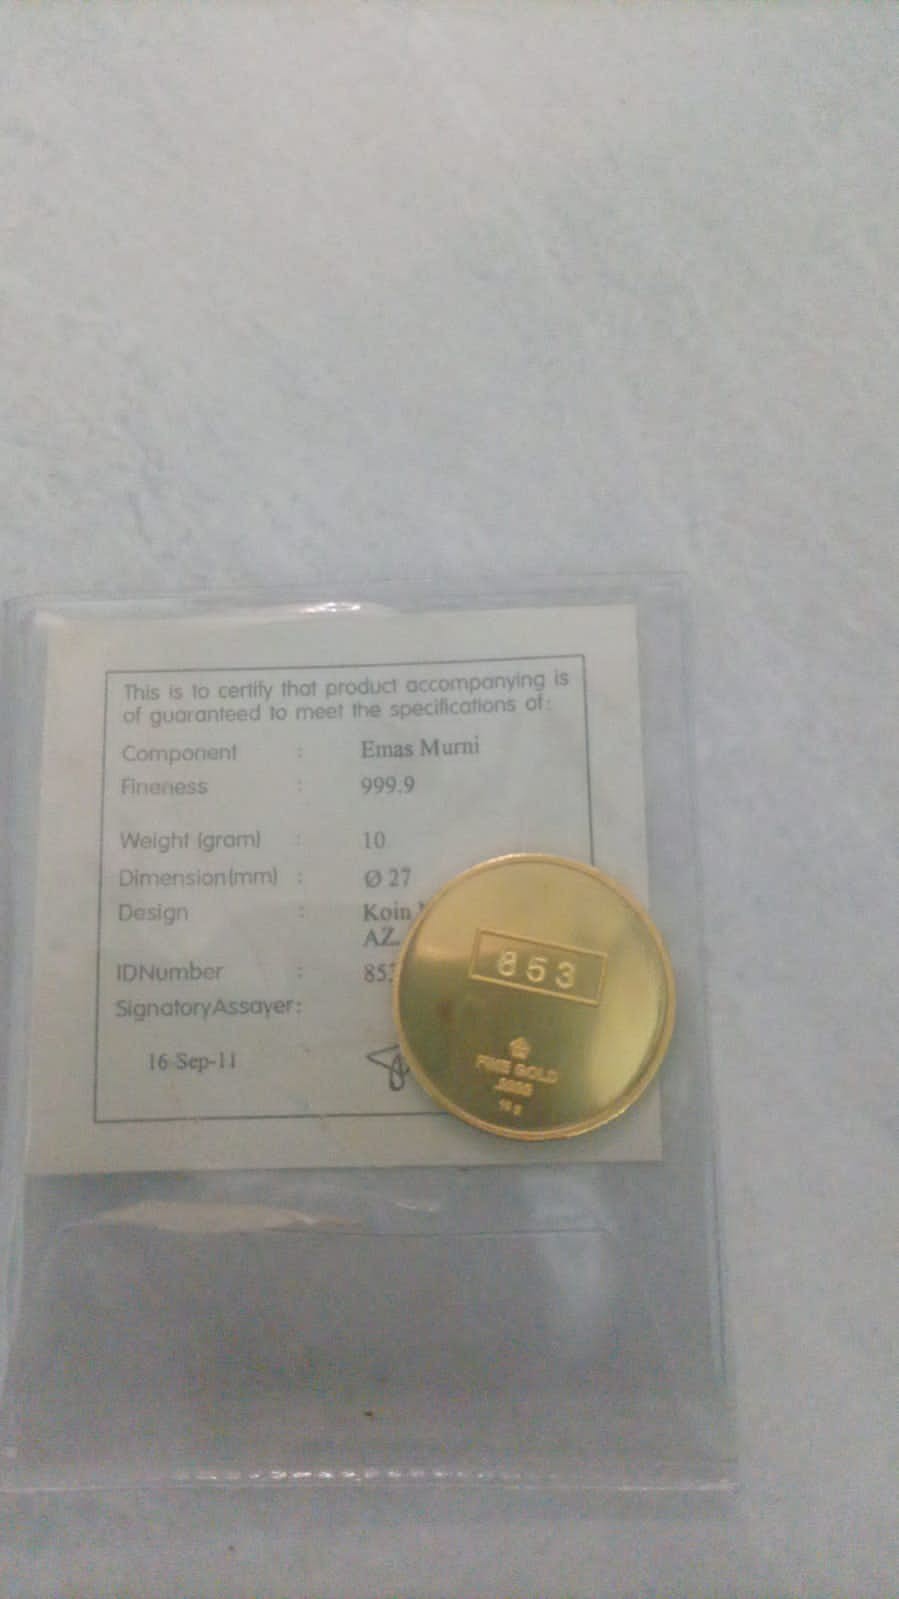 This is to certify that product accompanying is
of guaranteed to meet the specifications of:
Component : Emas Murni
Fineness : 999.9
Weight (gram) : 10
Dimension(mm) : Ø 27
Design : Koin
AZ.
IDNumber : 853
SignatoryAssayer:
16-Sep-11
853
FINE GOLD
10 g